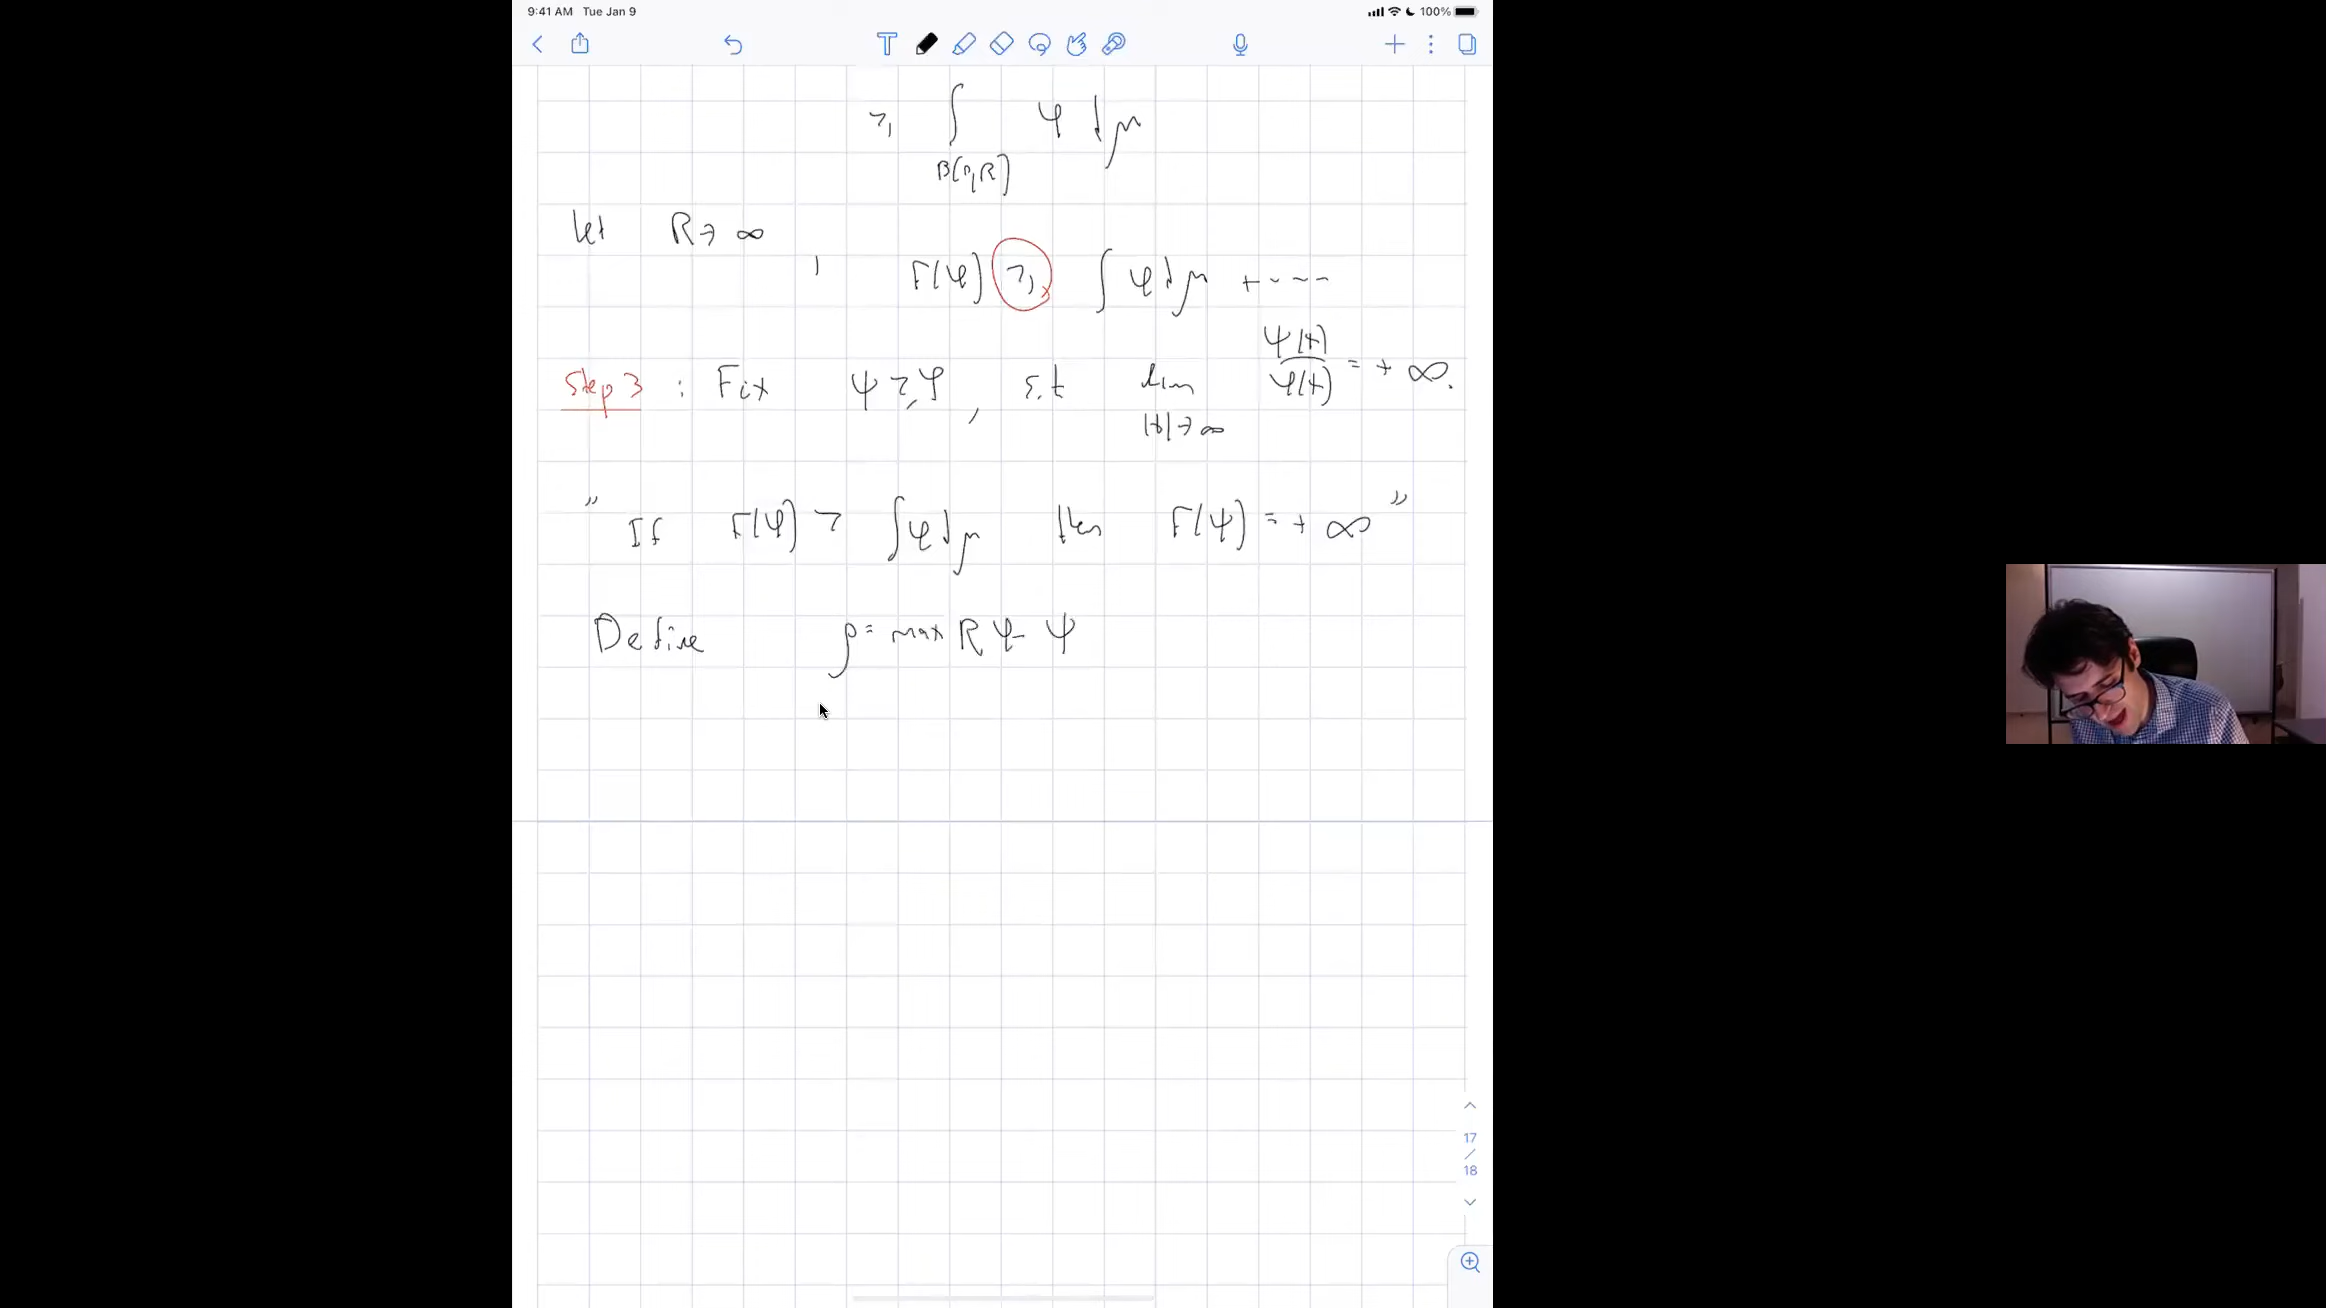 9:41 AM Tue Jan 9 100%
≥ ∫ φ dμ
B(0,R)
let R → ∞
, F(φ) ≥ ∫ φ dμ + ----
Step 3 : Fix ψ ≥ φ , s.t lim ψ(t)/φ(t) = + ∞.
|t| → ∞
" If F(φ) > ∫ φ dμ then F(ψ) = + ∞ "
Define ρ = max R φ - ψ
17
/
18